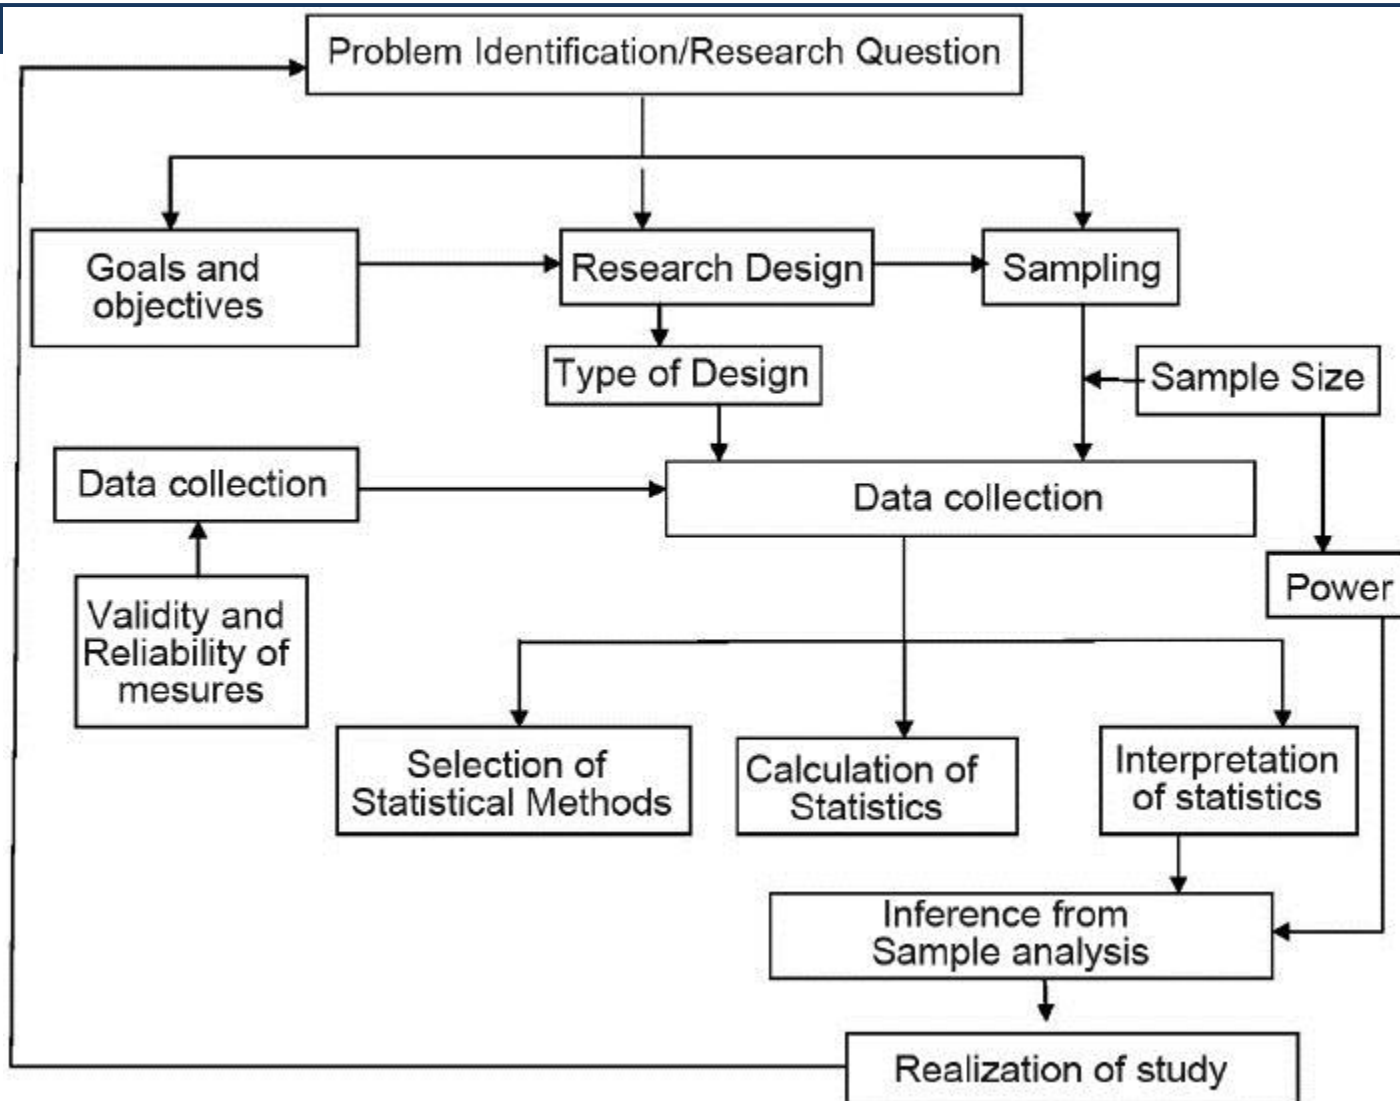 Problem Identification/Research Question
Goals and
objectives
Research Design
Sampling
Type of Design
Sample Size
Data collection
Data collection
Power
Validity and
Reliability of
mesures
Selection of
Statistical Methods
Calculation of
Statistics
Interpretation
of statistics
Inference from
Sample analysis
Realization of study